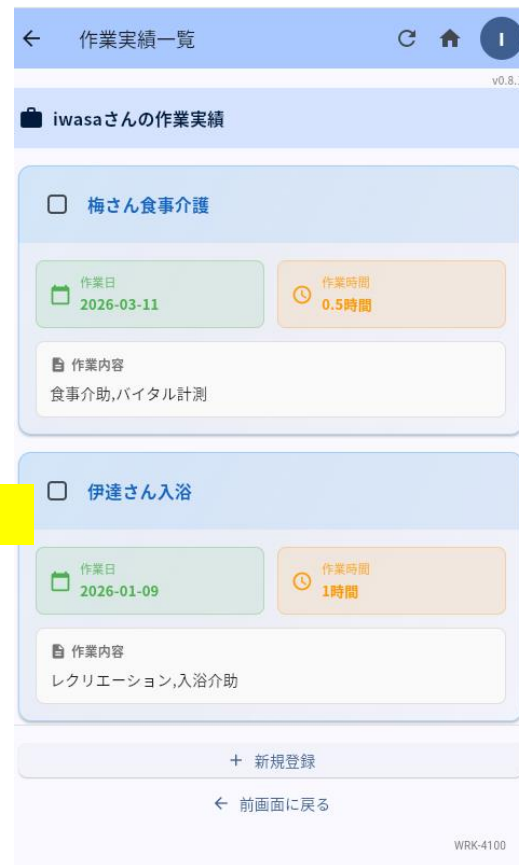 作業実績一覧
I
v0.8.
iwasaさんの作業実績
梅さん食事介護
作業日
2026-03-11
作業時間
0.5時間
作業内容
食事介助,バイタル計測
伊達さん入浴
作業日
2026-01-09
作業時間
1時間
作業内容
レクリエーション,入浴介助
+ 新規登録
← 前画面に戻る
WRK-4100